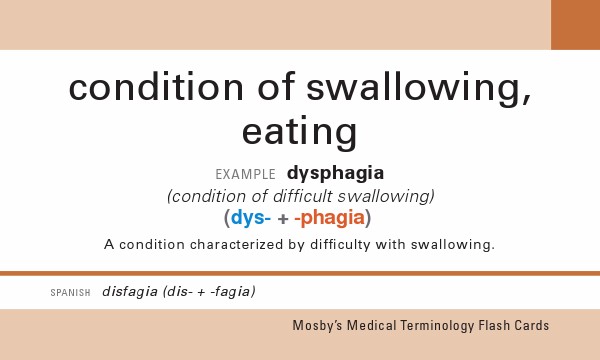 condition of swallowing,
eating
EXAMPLE dysphagia
(condition of difficult swallowing)
(dys- + -phagia)
A condition characterized by difficulty with swallowing.
SPANISH disfagia (dis- + -fagia)
Mosby's Medical Terminology Flash Cards